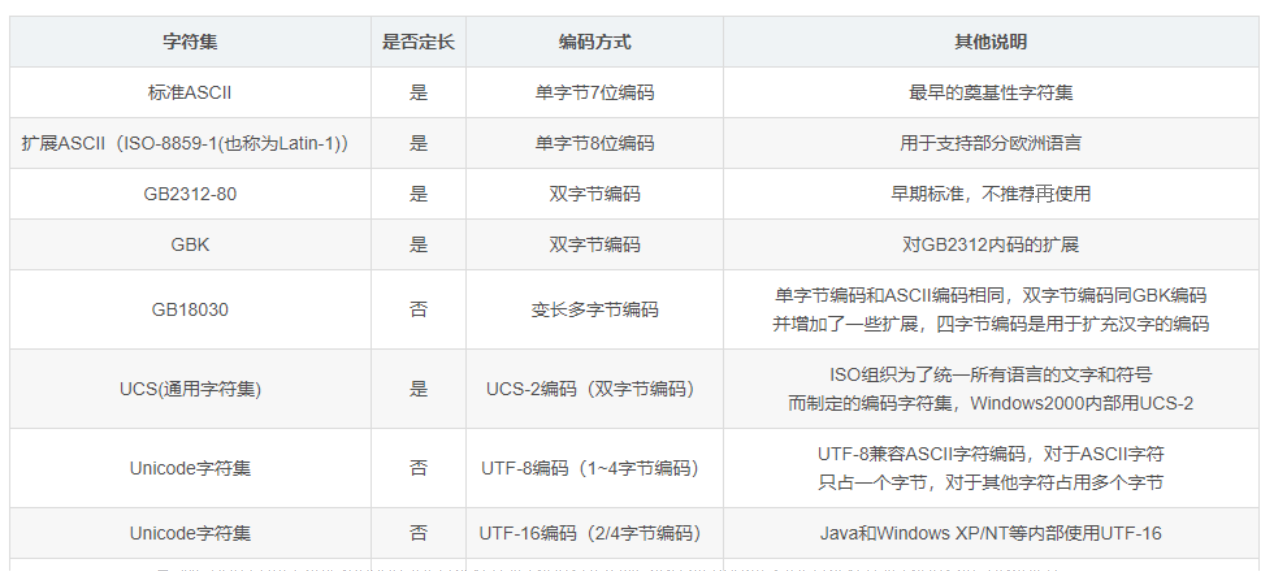 字符集 是否定长 编码方式 其他说明
标准ASCII 是 单字节7位编码 最早的奠基性字符集
扩展ASCII（ISO-8859-1(也称为Latin-1)） 是 单字节8位编码 用于支持部分欧洲语言
GB2312-80 是 双字节编码 早期标准，不推荐再使用
GBK 是 双字节编码 对GB2312内码的扩展
GB18030 否 变长多字节编码 单字节编码和ASCII编码相同，双字节编码同GBK编码
并增加了一些扩展，四字节编码是用于扩充汉字的编码
UCS(通用字符集) 是 UCS-2编码（双字节编码） ISO组织为了统一所有语言的文字和符号
而制定的编码字符集，Windows2000内部用UCS-2
Unicode字符集 否 UTF-8编码（1~4字节编码） UTF-8兼容ASCII字符编码，对于ASCII字符
只占一个字节，对于其他字符占用多个字节
Unicode字符集 否 UTF-16编码（2/4字节编码） Java和Windows XP/NT等内部使用UTF-16